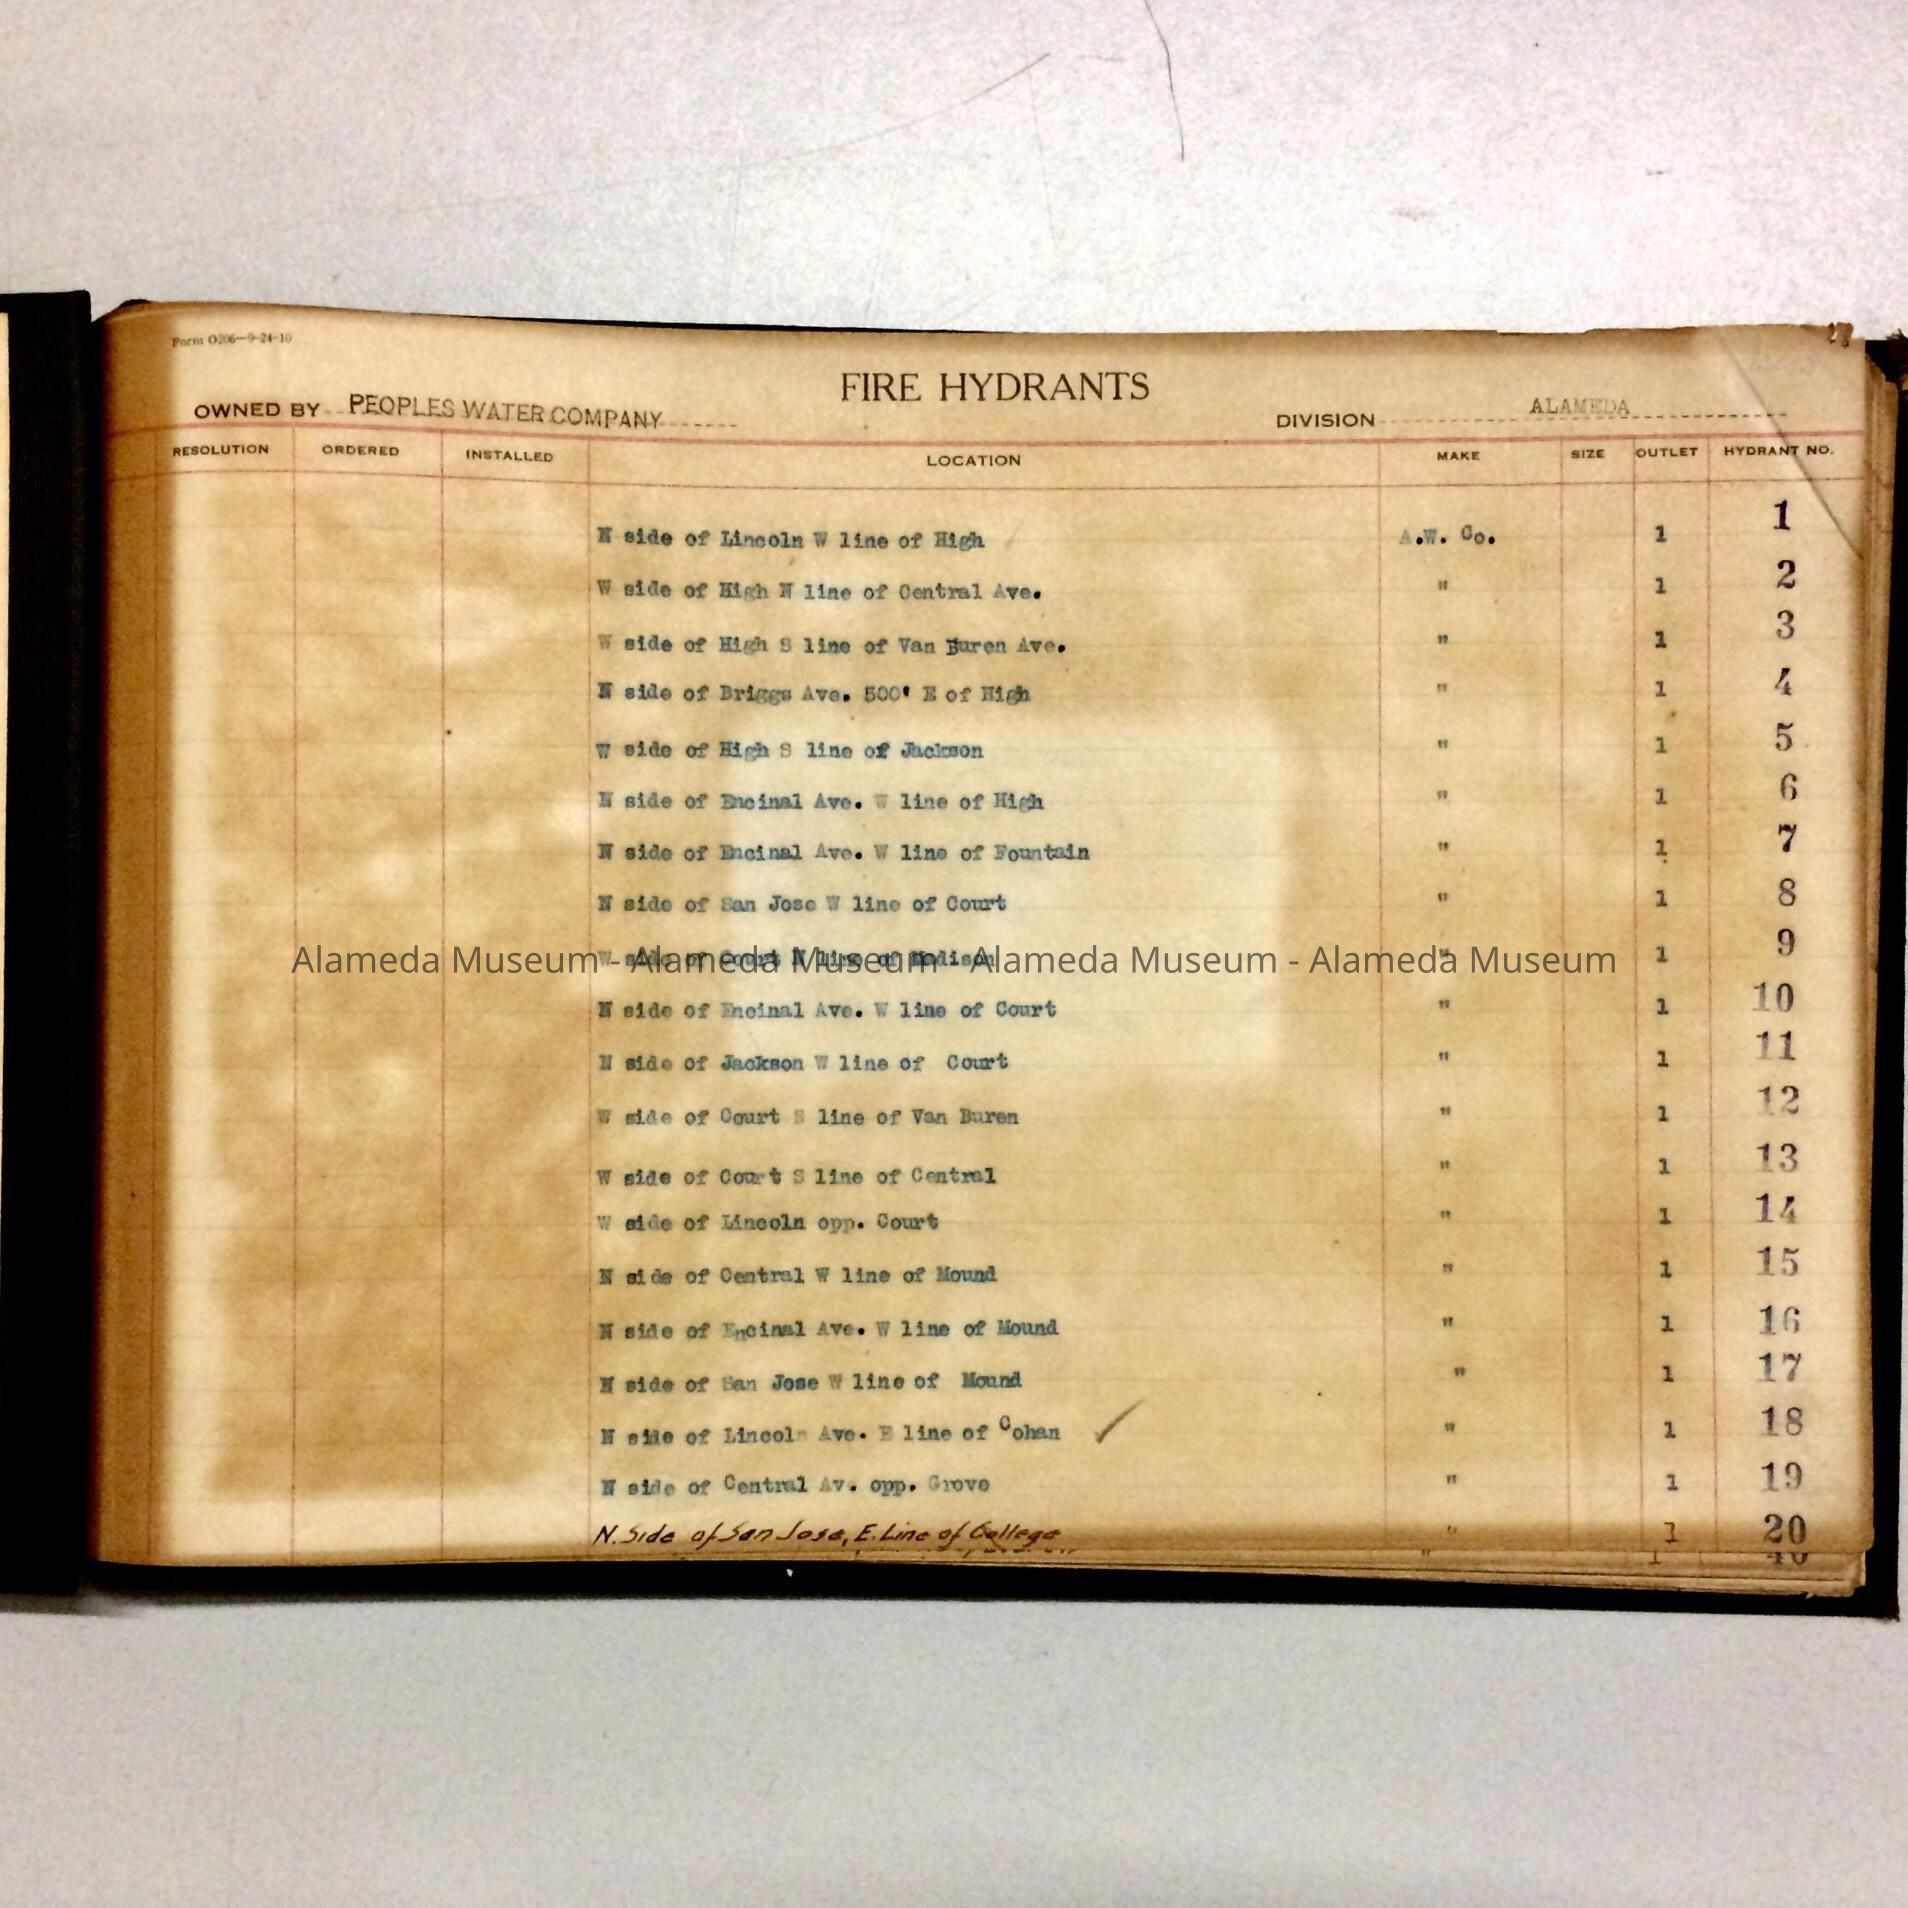 Form O206—9-24-10
FIRE HYDRANTS
OWNED BY PEOPLES WATER COMPANY DIVISION ALAMEDA
RESOLUTION ORDERED INSTALLED LOCATION MAKE SIZE OUTLET HYDRANT NO.
N side of Lincoln W line of High A.W. Co. 1 1
W side of High N line of Central Ave. " 1 2
W side of High S line of Van Buren Ave. " 1 3
N side of Briggs Ave. 500' E of High " 1 4
W side of High S line of Jackson " 1 5
N side of Encinal Ave. W line of High " 1 6
N side of Encinal Ave. W line of Fountain " 1 7
N side of San Jose W line of Court " 1 8
W side of Court N line of Madison " 1 9
Alameda Museum - Alameda Museum - Alameda Museum - Alameda Museum
N side of Encinal Ave. W line of Court " 1 10
N side of Jackson W line of Court " 1 11
W side of Court S line of Van Buren " 1 12
W side of Court S line of Central " 1 13
W side of Lincoln opp. Court " 1 14
N side of Central W line of Mound " 1 15
N side of Encinal Ave. W line of Mound " 1 16
N side of San Jose W line of Mound " 1 17
N side of Lincoln Ave. E line of Cohan ✓ " 1 18
N side of Central Av. opp. Grove " 1 19
N. Side of San Jose, E. Line of College " 1 20
" 1 40